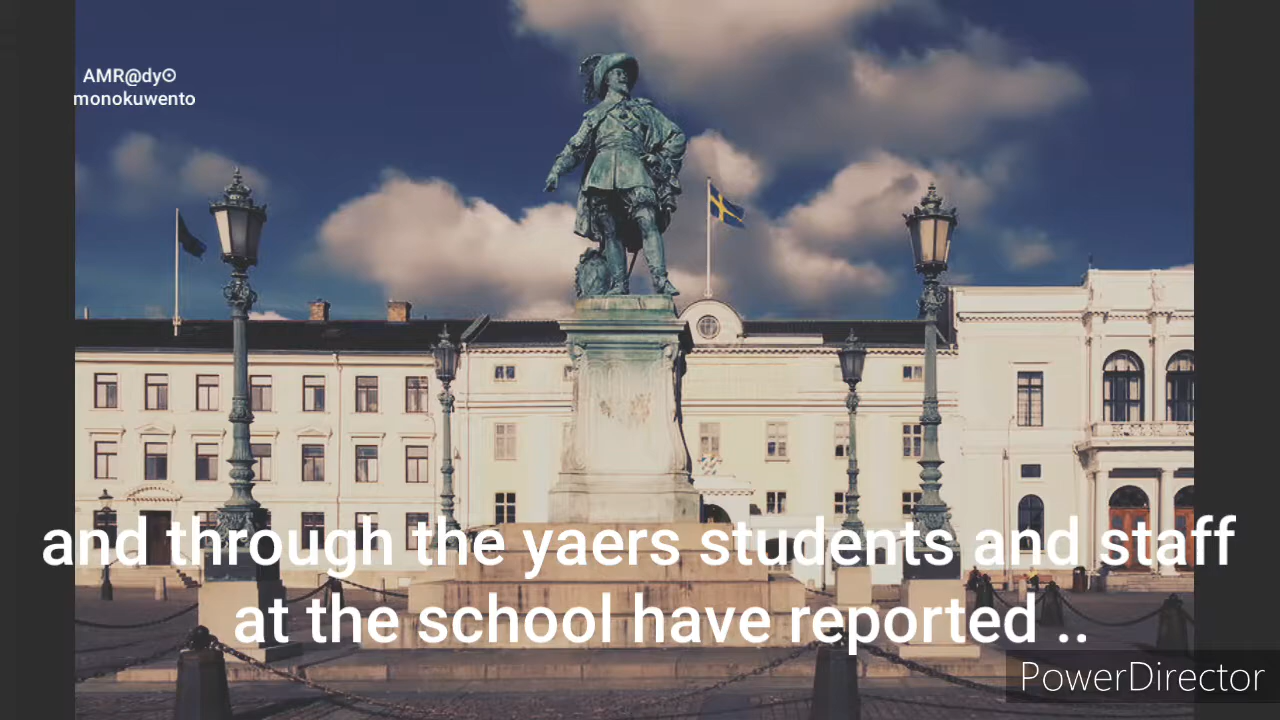 AMR@dy⊙
monokuwento
and through the yaers students and staff
at the school have reported ..
PowerDirector